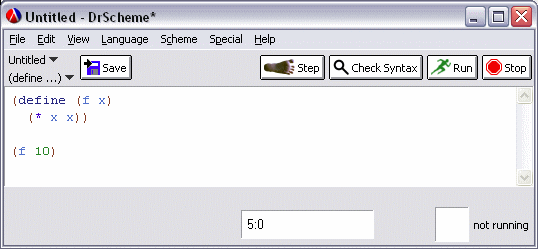 Untitled - DrScheme*
File Edit View Language Scheme Special Help
Untitled
(define ...)
Save Step Check Syntax Run Stop
(define (f x)
  (* x x))
(f 10)
5:0 not running